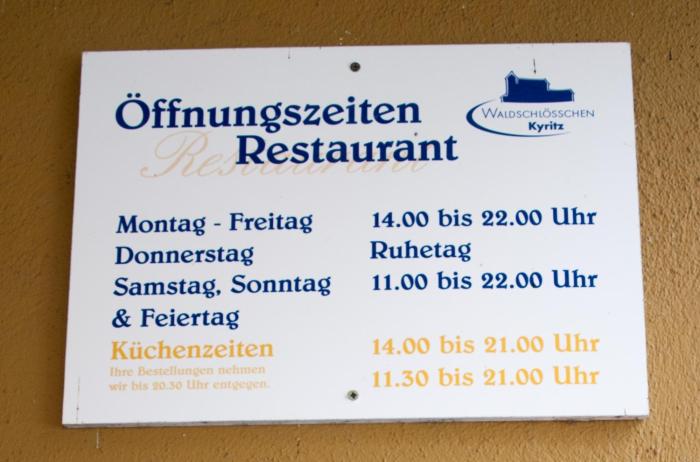 Öffnungszeiten
Restaurant
Restaurant
WALDSCHLÖSSCHEN
Kyritz
Montag - Freitag 14.00 bis 22.00 Uhr
Donnerstag Ruhetag
Samstag, Sonntag 11.00 bis 22.00 Uhr
& Feiertag
Küchenzeiten 14.00 bis 21.00 Uhr
Ihre Bestellungen nehmen
wir bis 20.30 Uhr entgegen. 11.30 bis 21.00 Uhr